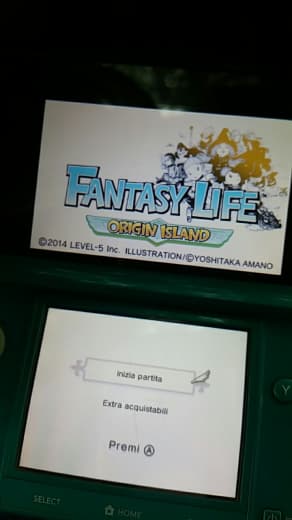 FANTASY LIFE
ORIGIN ISLAND
©2014 LEVEL-5 Inc. ILLUSTRATION/©YOSHITAKA AMANO
Inizia partita
Extra acquistabili
Premi Ⓐ
Y
SELECT
HOME